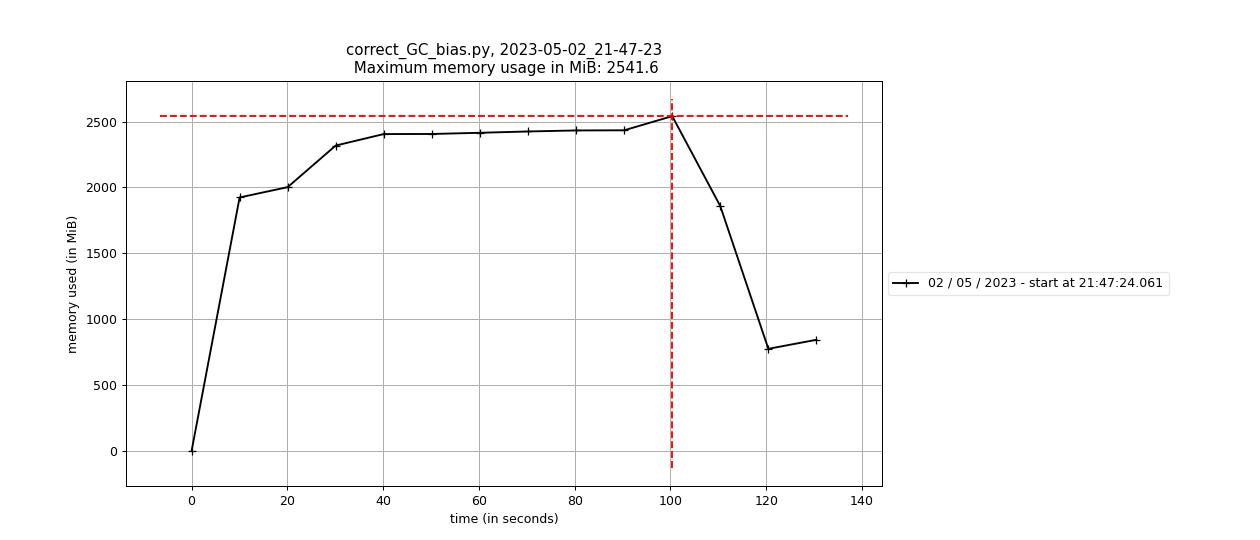 correct_GC_bias.py, 2023-05-02_21-47-23
Maximum memory usage in MiB: 2541.6
memory used (in MiB)
2500
2000
1500
1000
500
0
0 20 40 60 80 100 120 140
time (in seconds)
02 / 05 / 2023 - start at 21:47:24.061